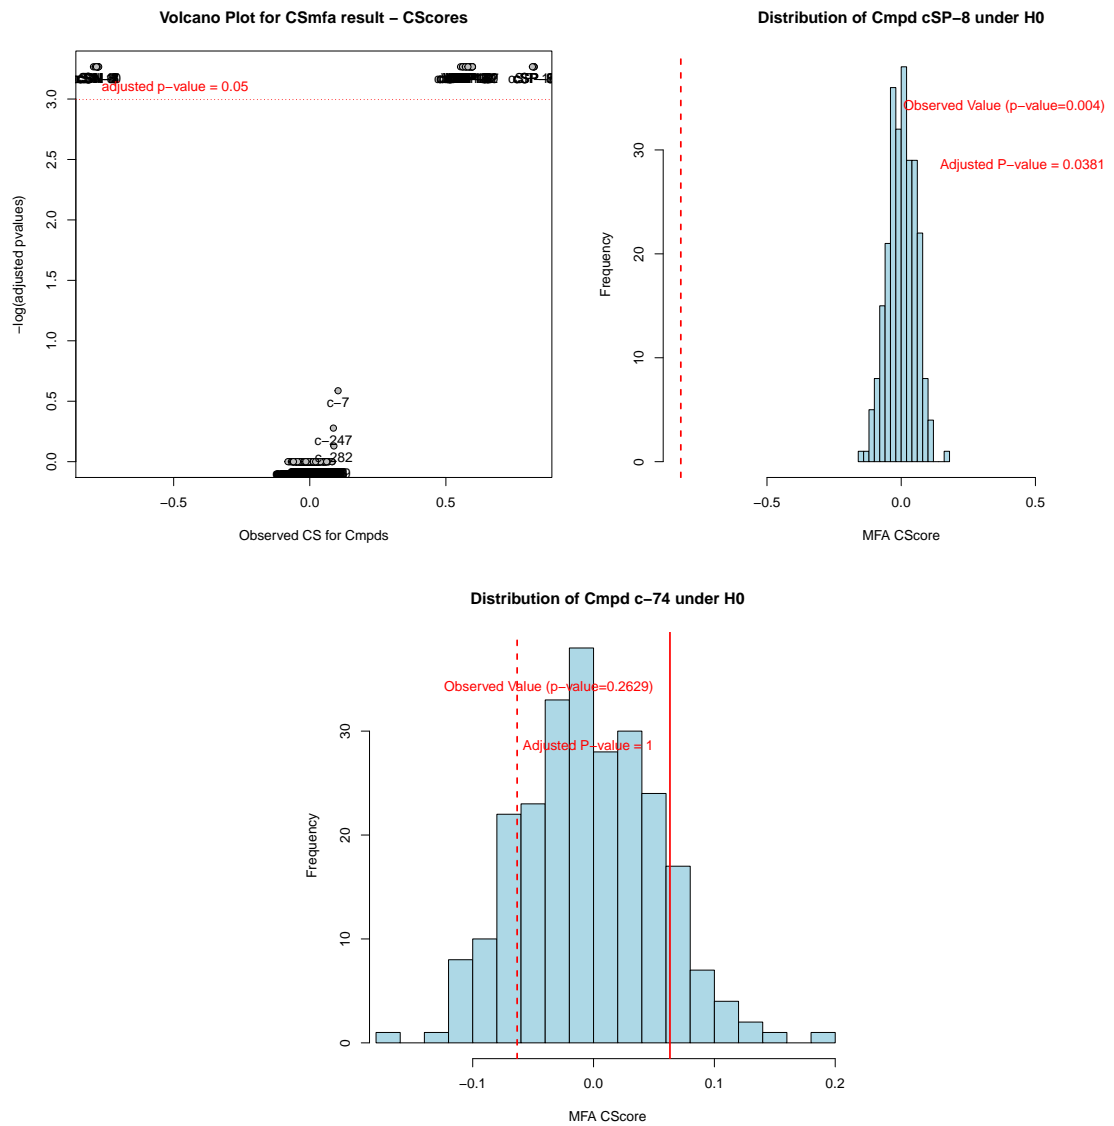 Volcano Plot for CSmfa result − CScores
adjusted p−value = 0.05
−log(adjusted pvalues)
3.0
2.5
2.0
1.5
1.0
0.5
0.0
c−7
c−247
c−282
−0.5 0.0 0.5
Observed CS for Cmpds
Distribution of Cmpd cSP−8 under H0
Observed Value (p−value=0.004)
Adjusted P−value = 0.0381
Frequency
30
20
10
0
−0.5 0.0 0.5
MFA CScore
Distribution of Cmpd c−74 under H0
Observed Value (p−value=0.2629)
Adjusted P−value = 1
Frequency
30
20
10
0
−0.1 0.0 0.1 0.2
MFA CScore